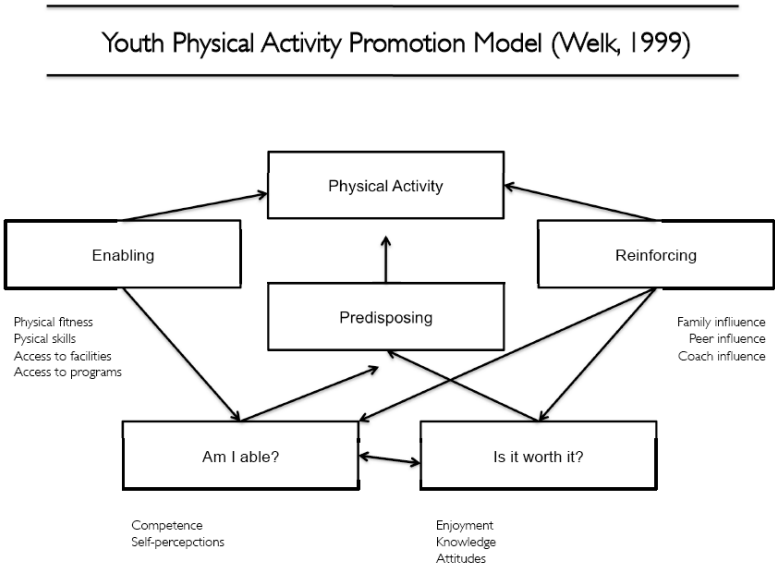 Youth Physical Activity Promotion Model (Welk, 1999)
Physical Activity
Enabling
Reinforcing
Predisposing
Physical fitness
Pysical skills
Access to facilities
Access to programs
Family infliuence
Peer influence
Coach influence
Am I able?
Is it worth it?
Competence
Self-percepctions
Enjoyment
Knowledge
Attitudes